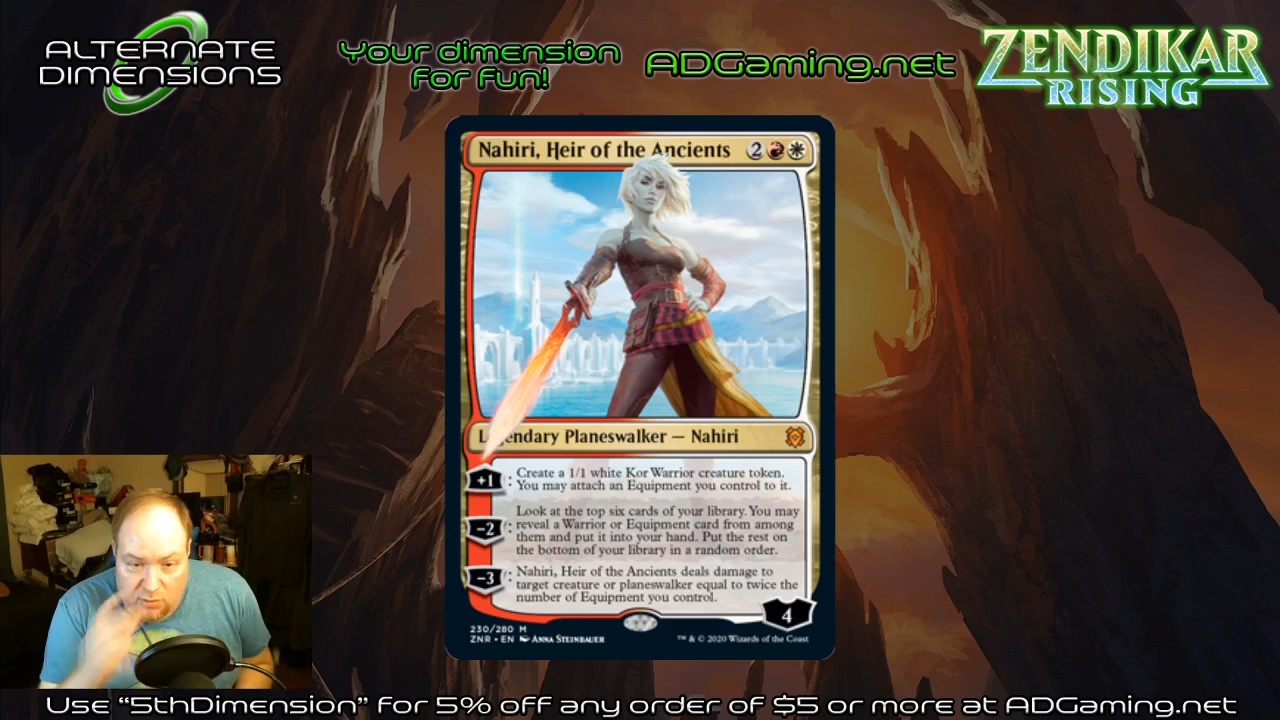 ALTERNATE
DIMENSIONS
Your dimension
for fun!
ADGaming.net
ZENDIKAR
RISING
Nahiri, Heir of the Ancients 2
Legendary Planeswalker — Nahiri
+1: Create a 1/1 white Kor Warrior creature token.
You may attach an Equipment you control to it.
−2: Look at the top six cards of your library. You may
reveal a Warrior or Equipment card from among
them and put it into your hand. Put the rest on
the bottom of your library in a random order.
−3: Nahiri, Heir of the Ancients deals damage to
target creature or planeswalker equal to twice the
number of Equipment you control.
4
230/280 M
ZNR • EN Anna Steinbauer
™ & © 2020 Wizards of the Coast
Use “5thDimension” for 5% off any order of $5 or more at ADGaming.net